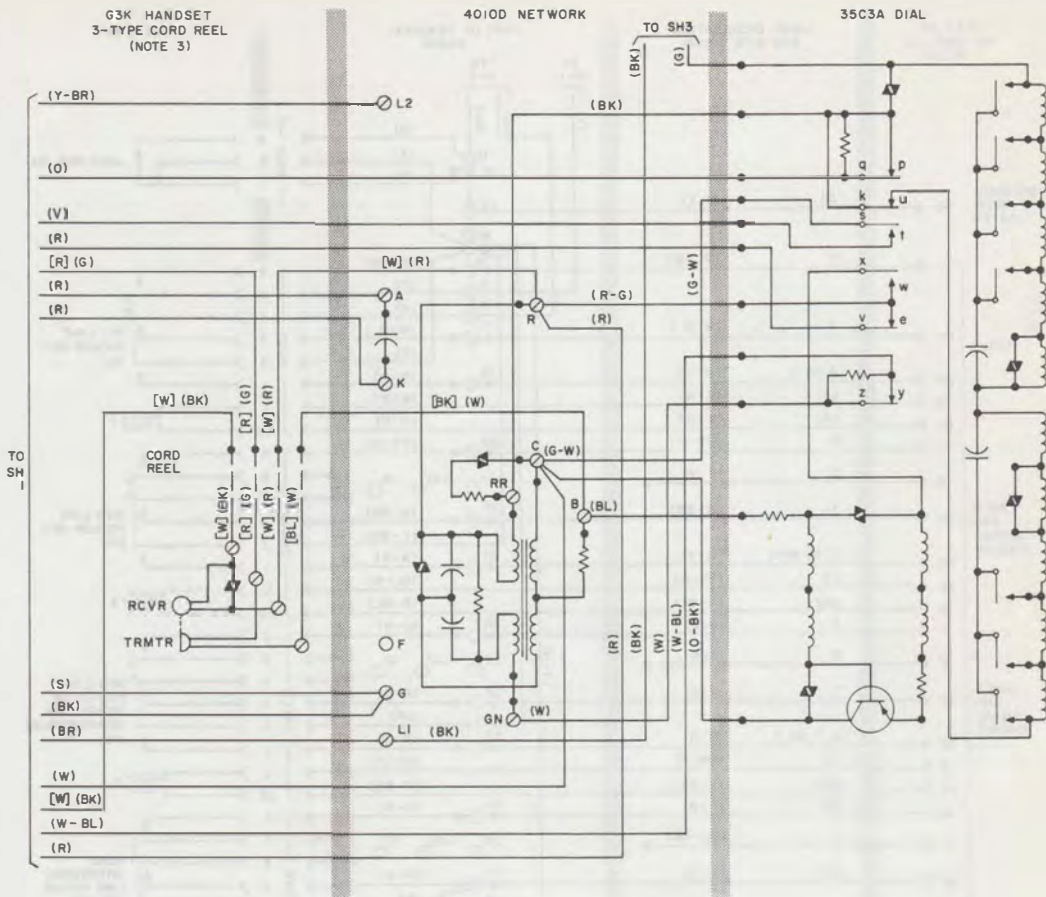 G3K HANDSET
3-TYPE CORD REEL
(NOTE 3)
4010D NETWORK
TO SH3
35C3A DIAL
(BK)
(G)
(Y-BR)
L2
(BK)
(O)
q
p
k
u
(V)
s
(R)
t
[R] (G)
[W] (R)
(G-W)
x
(R)
A
(R-G)
w
(R)
R
(R)
v
e
K
z
y
[W] (BK)
[R] (G)
[W] (R)
[BK] (W)
TO
SH
1
CORD
REEL
C
(G-W)
RR
B
(BL)
[W] (BK)
[R] (G)
[W] (R)
[BL] (W)
RCVR
TRMTR
F
(R)
(BK)
(W)
(W-BL)
(O-BK)
(S)
G
(BK)
GN
(W)
(BR)
L1
(BK)
(W)
[W] (BK)
(W-BL)
(R)